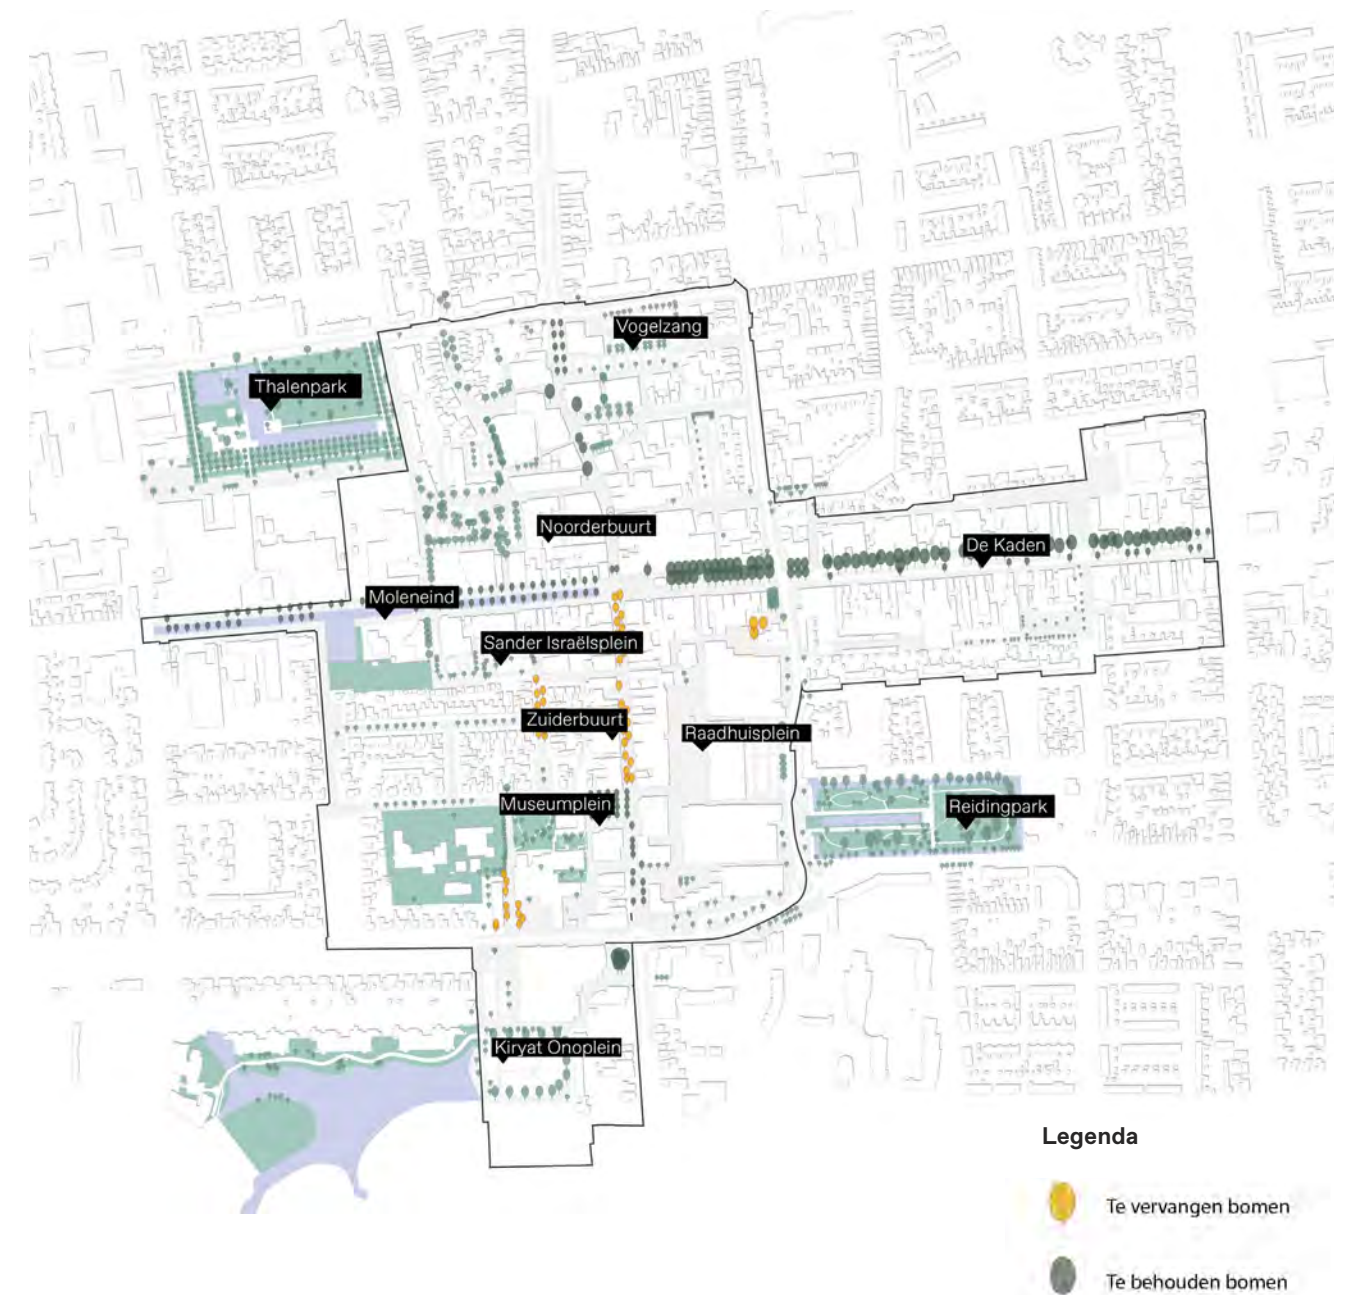 Vogelzang
Thalenpark
Noorderbuurt
De Kaden
Moleneind
Sander Israëlsplein
Zuiderbuurt
Raadhuisplein
Museumplein
Reidingpark
Kiryat Onoplein
Legenda
Te vervangen bomen
Te behouden bomen